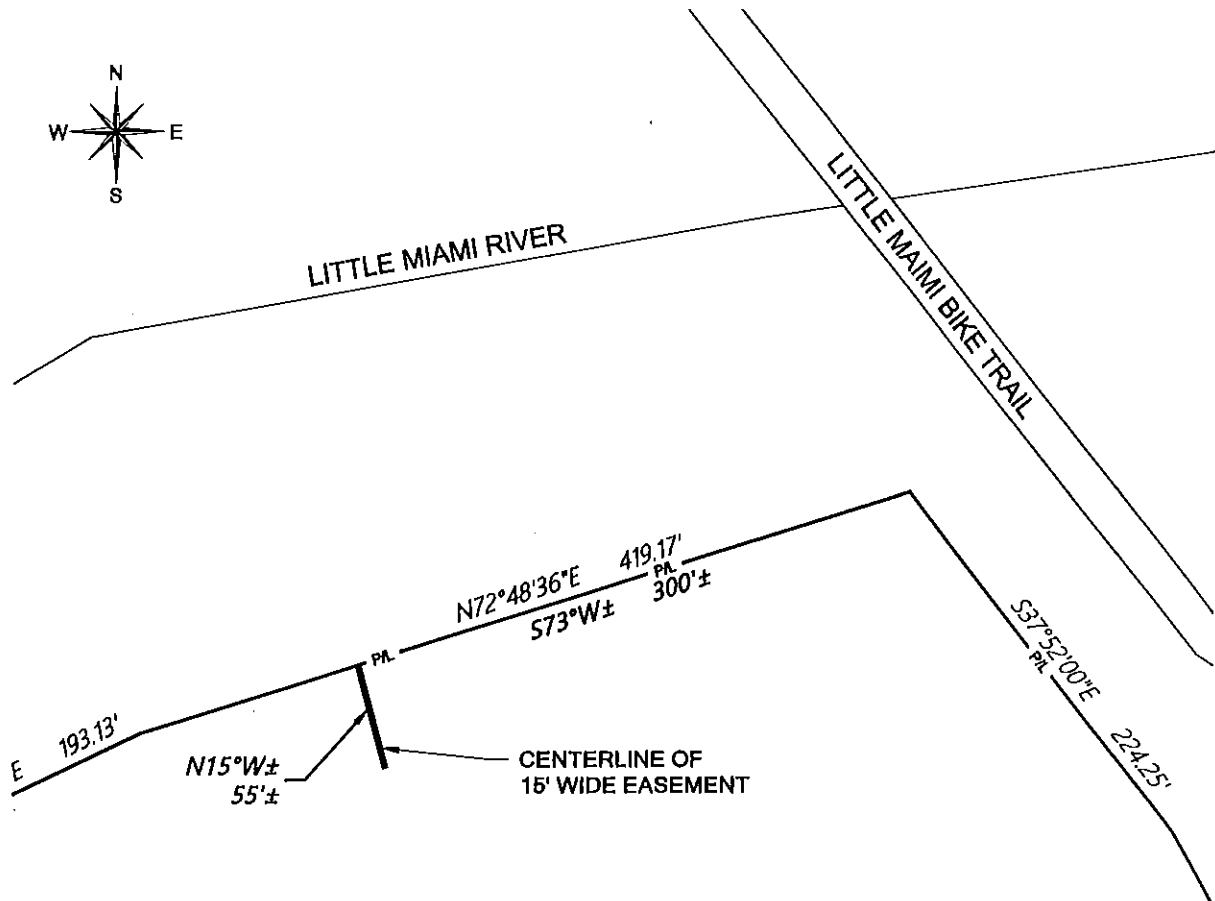 N
W
E
S
LITTLE MIAMI RIVER
LITTLE MAIMI BIKE TRAIL
N72°48'36"E 419.17'
P/L
S73°W± 300'±
P/L
S37°52'00"E 224.25'
P/L
E 193.13'
N15°W±
55'±
CENTERLINE OF
15' WIDE EASEMENT